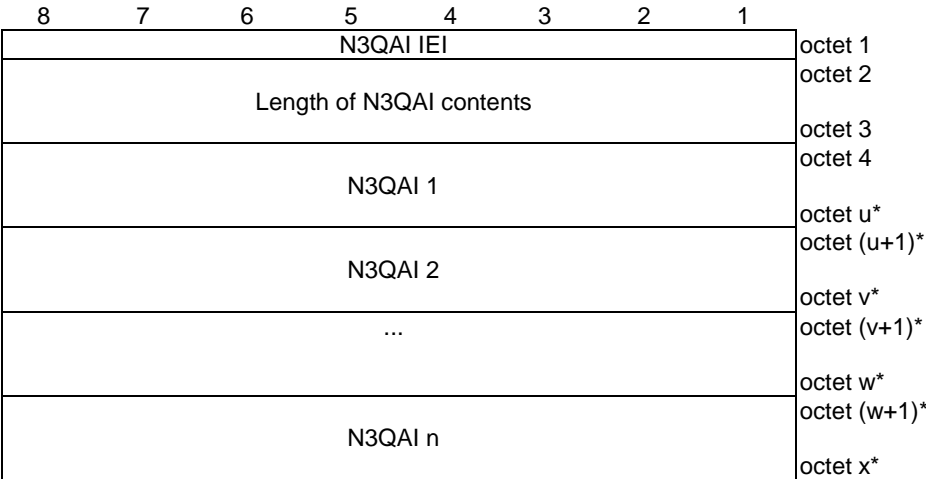 8 7 6 5 4 3 2 1
N3QAI IEI octet 1
octet 2
Length of N3QAI contents
octet 3
octet 4
N3QAI 1
octet u*
octet (u+1)*
N3QAI 2
octet v*
... octet (v+1)*
octet w*
octet (w+1)*
N3QAI n
octet x*